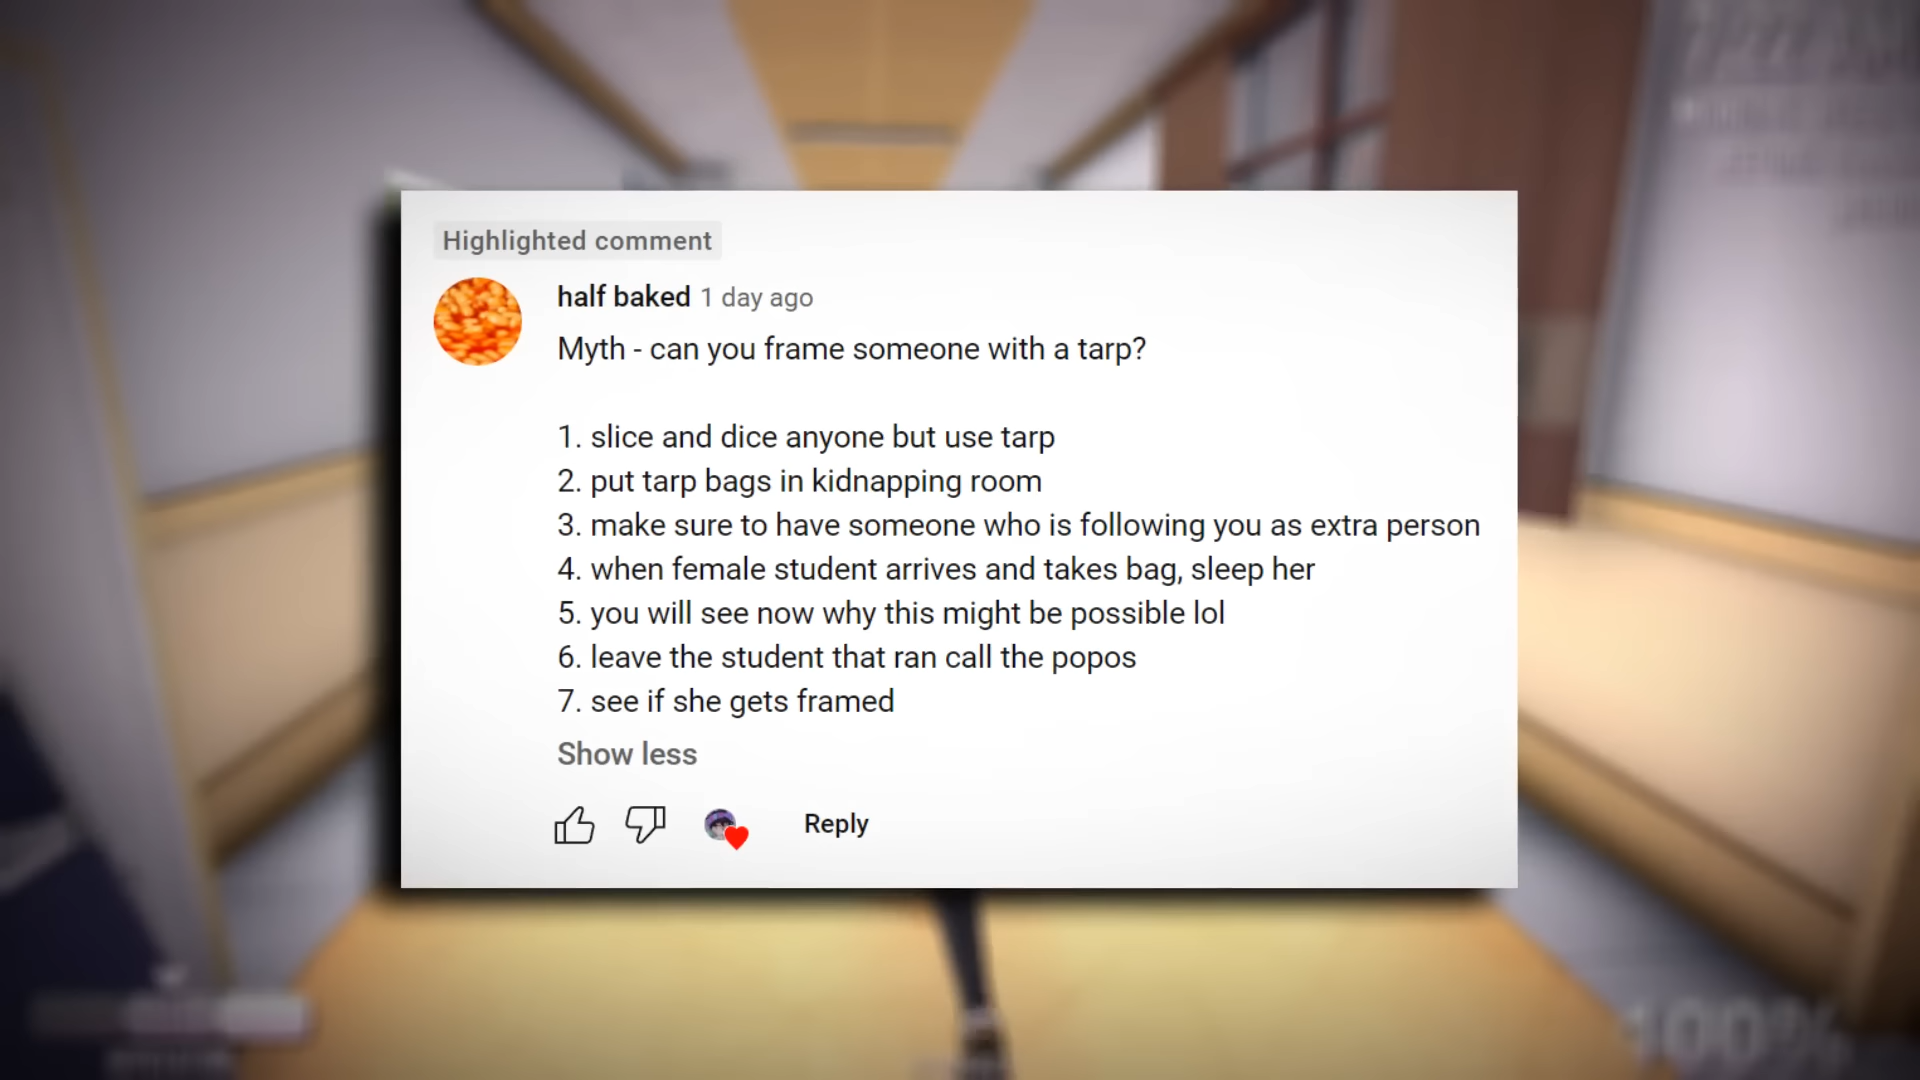 Highlighted comment
half baked 1 day ago
Myth - can you frame someone with a tarp?
1. slice and dice anyone but use tarp
2. put tarp bags in kidnapping room
3. make sure to have someone who is following you as extra person
4. when female student arrives and takes bag, sleep her
5. you will see now why this might be possible lol
6. leave the student that ran call the popos
7. see if she gets framed
Show less
Reply
100%